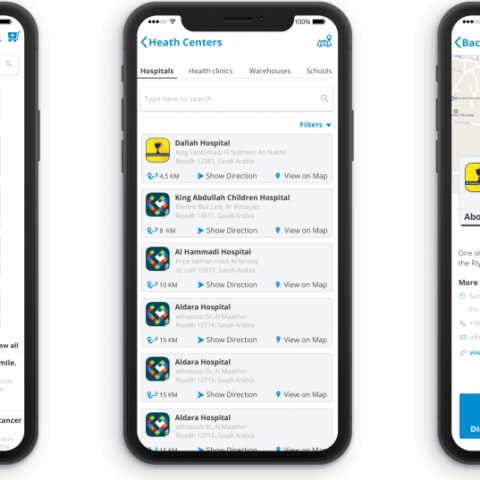 ew all
mile.
cancer
100%
Heath Centers
Hospitals Health clinics Warehouses Schools
Type here to search
Filters
Dallah Hospital
King Fahd Road, Al Nakheel, An Nakhil
Riyadh 12381, Saudi Arabia
4.5 KM Show Direction View on Map
King Abdullah Children Hospital
Electric Bus Line, Ar Rimayah
Riyadh 14611, Saudi Arabia
8 KM Show Direction View on Map
Al Hammadi Hospital
Price salman road, Al farooq
Az zulfi 15971, Saudi Arabia
10 KM Show Direction View on Map
Aldara Hospital
alhassuai St, Al Maather
Riyadh 12714, Saudi Arabia
15 KM Show Direction View on Map
Aldara Hospital
alhassuai St, Al Maather
Riyadh 12714, Saudi Arabia
15 KM Show Direction View on Map
Aldara Hospital
alhassuai St, Al Maather
Riyadh 12714, Saudi Arabia
15 KM Show Direction View on Map
Bac
Abo
One of
the Riy
More
Sun
Fri-
+96
info
ww
Dis